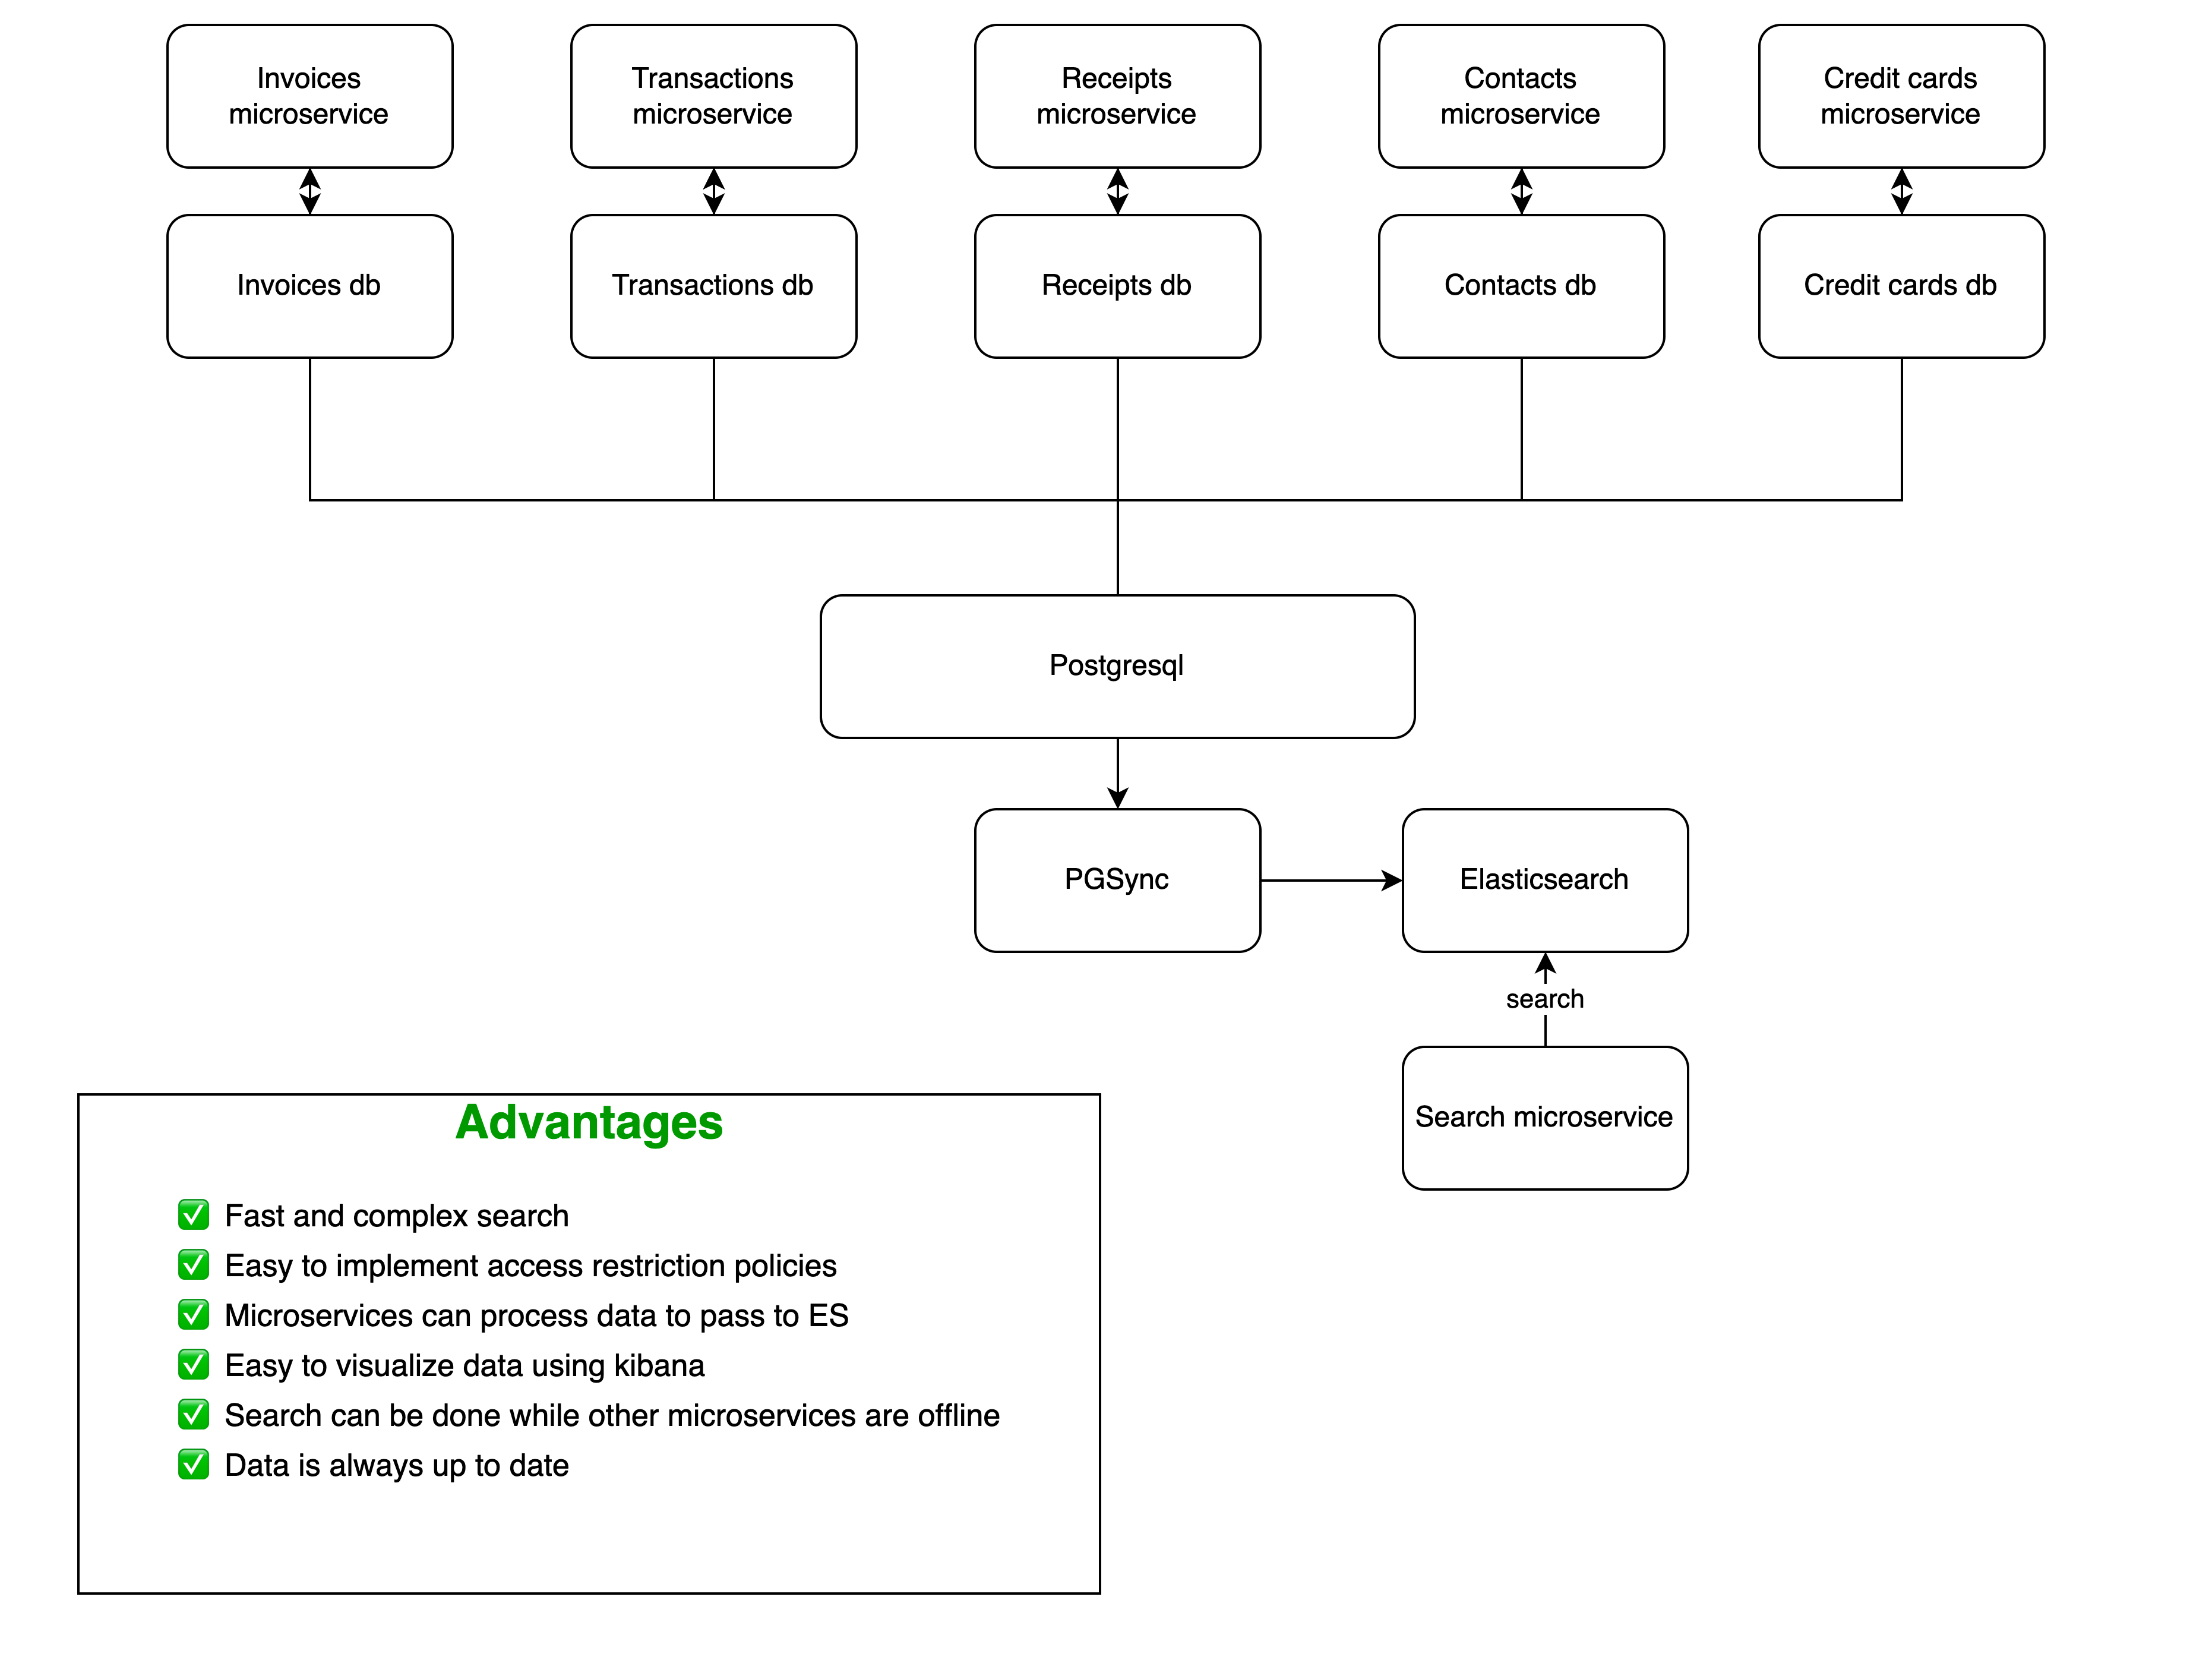 Invoices
microservice
Transactions
microservice
Receipts
microservice
Contacts
microservice
Credit cards
microservice
Invoices db
Transactions db
Receipts db
Contacts db
Credit cards db
Postgresql
PGSync
Elasticsearch
search
Search microservice
Advantages
✅ Fast and complex search
✅ Easy to implement access restriction policies
✅ Microservices can process data to pass to ES
✅ Easy to visualize data using kibana
✅ Search can be done while other microservices are offline
✅ Data is always up to date